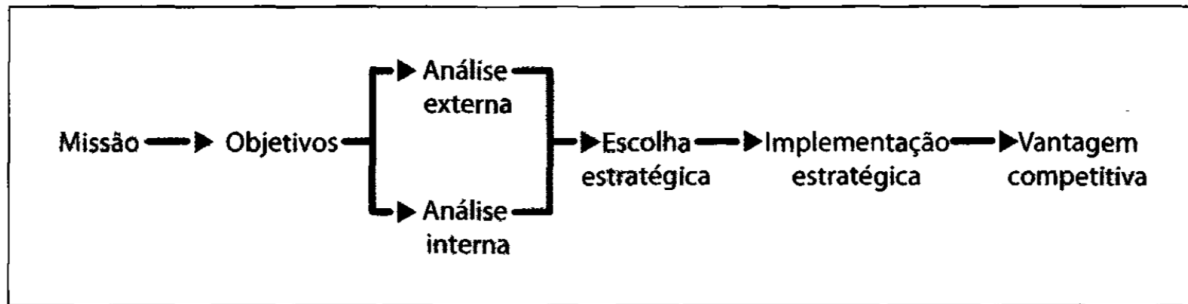 Missão
Objetivos
Análise
externa
Análise
interna
Escolha
estratégica
Implementação
estratégica
Vantagem
competitiva